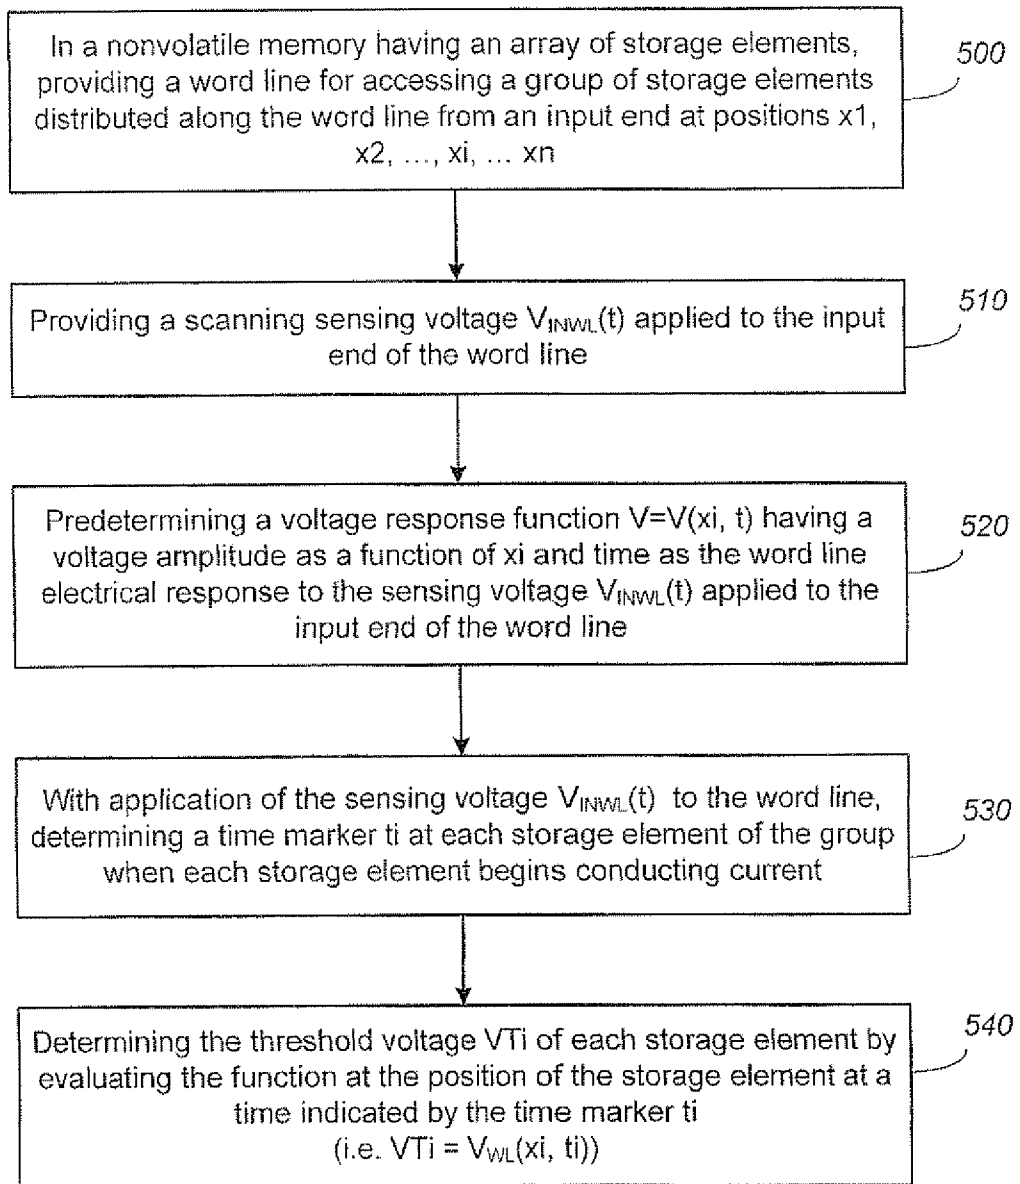 In a nonvolatile memory having an array of storage elements,
providing a word line for accessing a group of storage elements
distributed along the word line from an input end at positions x1,
x2, ..., xi, ... xn
500
Providing a scanning sensing voltage V_INWL(t) applied to the input
end of the word line
510
Predetermining a voltage response function V=V(xi, t) having a
voltage amplitude as a function of xi and time as the word line
electrical response to the sensing voltage V_INWL(t) applied to the
input end of the word line
520
With application of the sensing voltage V_INWL(t) to the word line,
determining a time marker ti at each storage element of the group
when each storage element begins conducting current
530
Determining the threshold voltage VTi of each storage element by
evaluating the function at the position of the storage element at a
time indicated by the time marker ti
(i.e. VTi = V_WL(xi, ti))
540